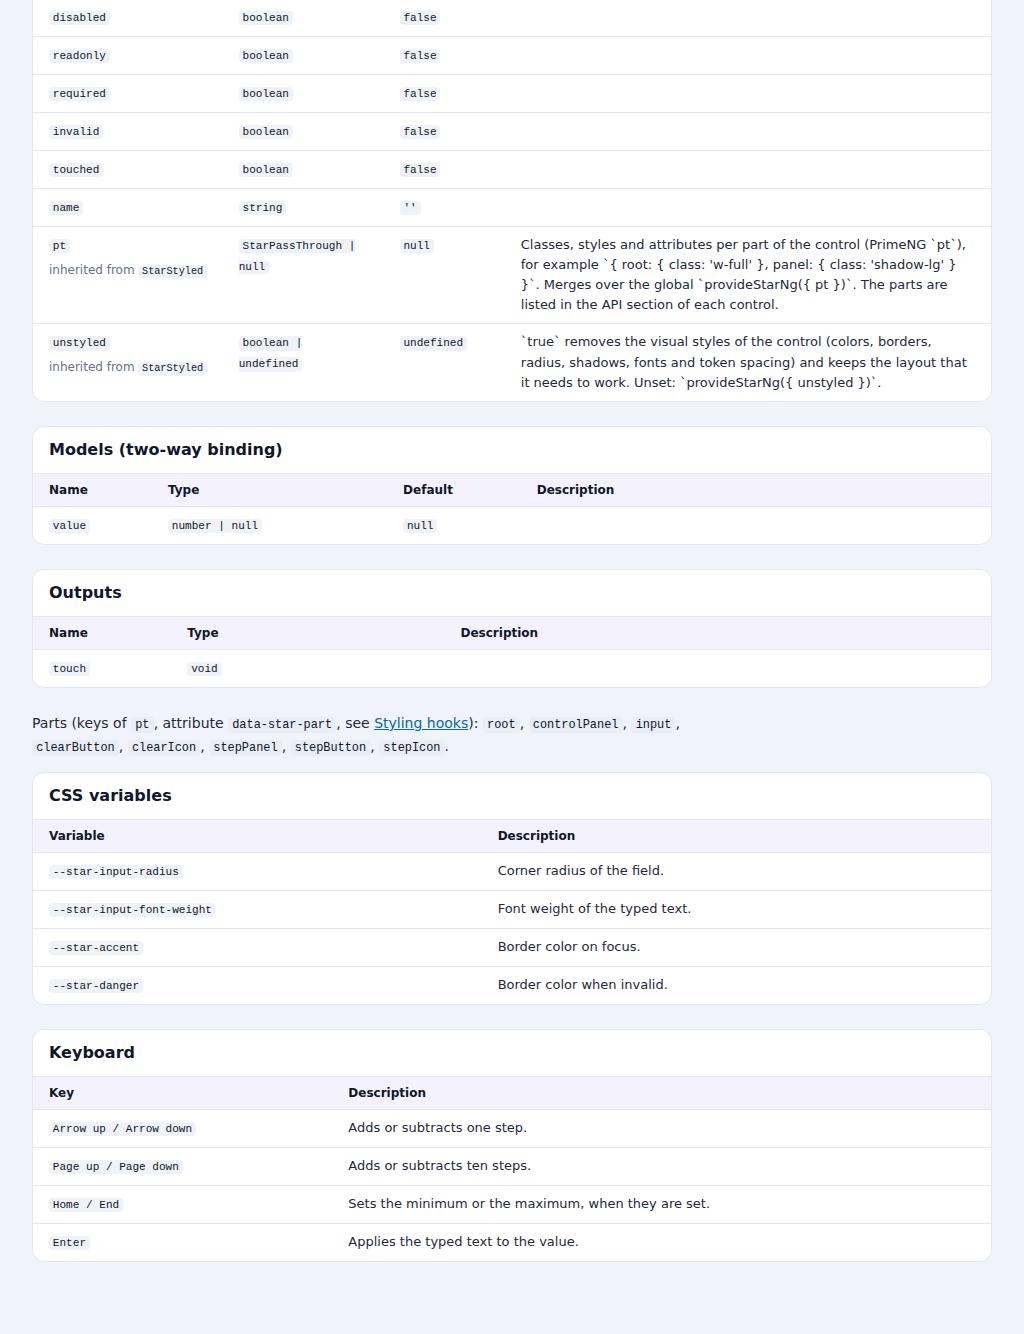 disabled boolean false
readonly boolean false
required boolean false
invalid boolean false
touched boolean false
name string ''
pt StarPassThrough | null null Classes, styles and attributes per part of the control (PrimeNG `pt`),
inherited from StarStyled for example `{ root: { class: 'w-full' }, panel: { class: 'shadow-lg' }
}`. Merges over the global `provideStarNg({ pt })`. The parts are
listed in the API section of each control.
unstyled boolean | undefined undefined `true` removes the visual styles of the control (colors, borders,
inherited from StarStyled radius, shadows, fonts and token spacing) and keeps the layout that
it needs to work. Unset: `provideStarNg({ unstyled })`.
Models (two-way binding)
Name Type Default Description
value number | null null
Outputs
Name Type Description
touch void
Parts (keys of pt, attribute data-star-part, see Styling hooks): root, controlPanel, input,
clearButton, clearIcon, stepPanel, stepButton, stepIcon.
CSS variables
Variable Description
--star-input-radius Corner radius of the field.
--star-input-font-weight Font weight of the typed text.
--star-accent Border color on focus.
--star-danger Border color when invalid.
Keyboard
Key Description
Arrow up / Arrow down Adds or subtracts one step.
Page up / Page down Adds or subtracts ten steps.
Home / End Sets the minimum or the maximum, when they are set.
Enter Applies the typed text to the value.